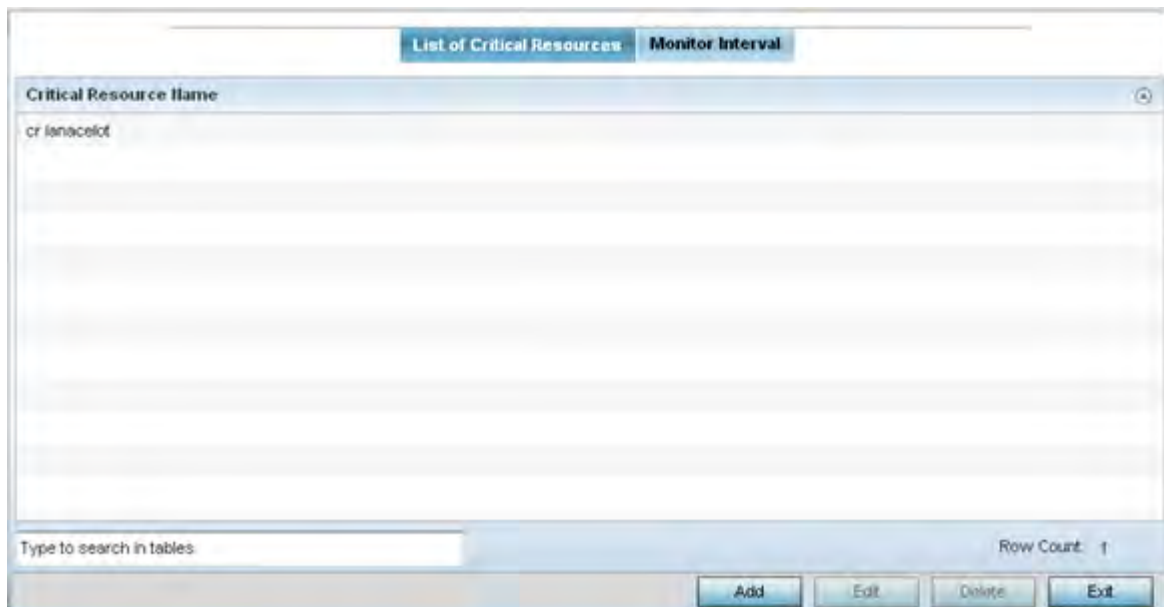 List of Critical Resources Monitor Interval
Critical Resource Name
cr lanacelot
Type to search in tables
Row Count: 1
Add Edit Delete Exit